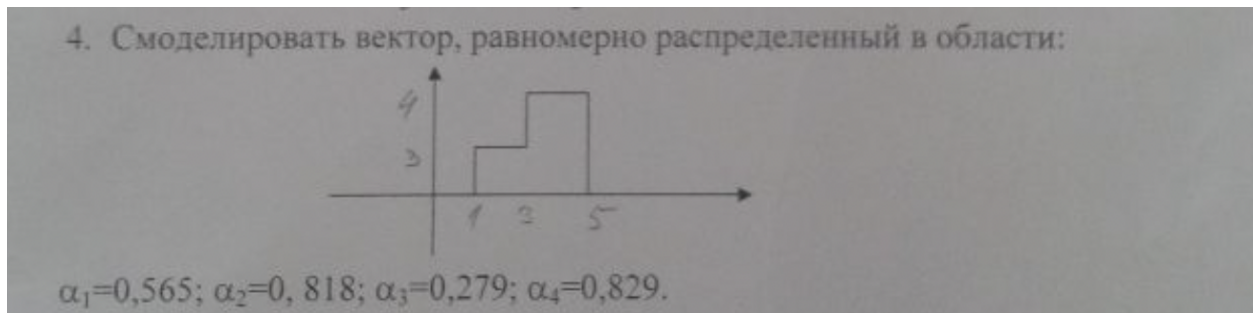 4. Смоделировать вектор, равномерно распределенный в области:
4
3
1 3 5
α₁=0,565; α₂=0, 818; α₃=0,279; α₄=0,829.